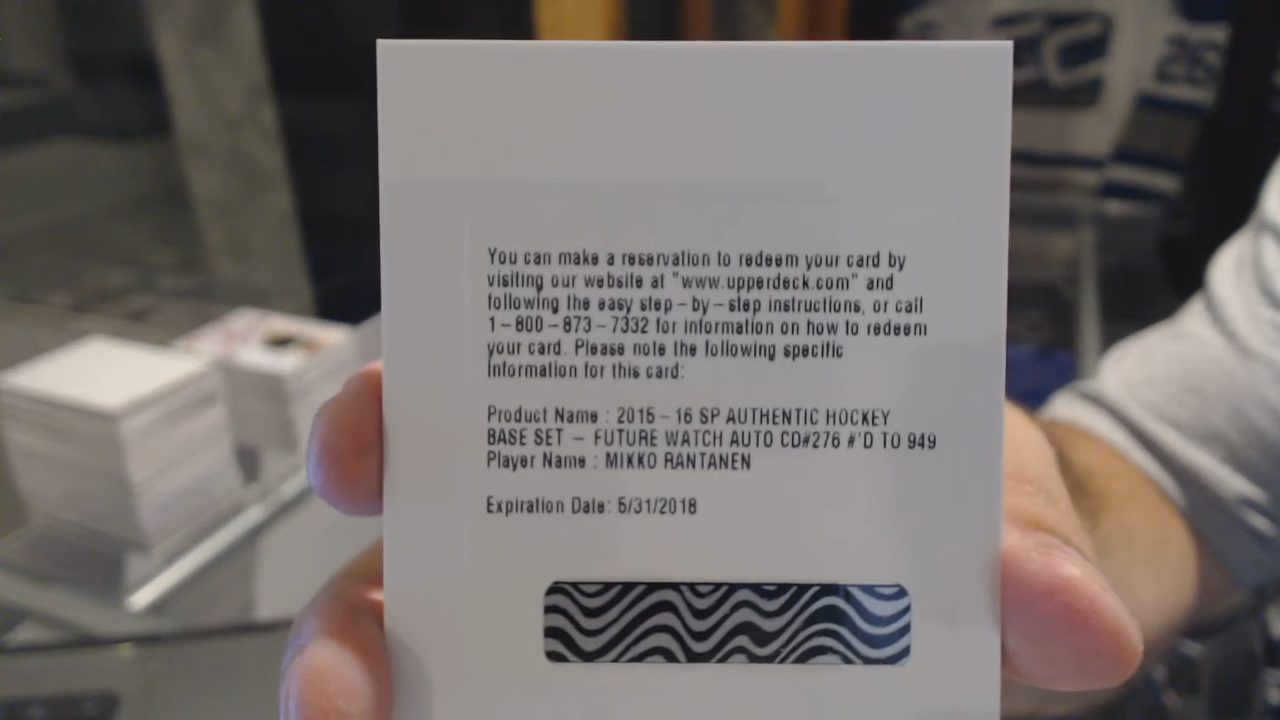 You can make a reservation to redeem your card by
visiting our website at "www.upperdeck.com" and
following the easy step-by-step instructions, or call
1-800-873-7332 for information on how to redeem
your card. Please note the following specific
information for this card:
Product Name : 2015-16 SP AUTHENTIC HOCKEY
BASE SET - FUTURE WATCH AUTO CD#276 #'D TO 949
Player Name : MIKKO RANTANEN
Expiration Date: 5/31/2018